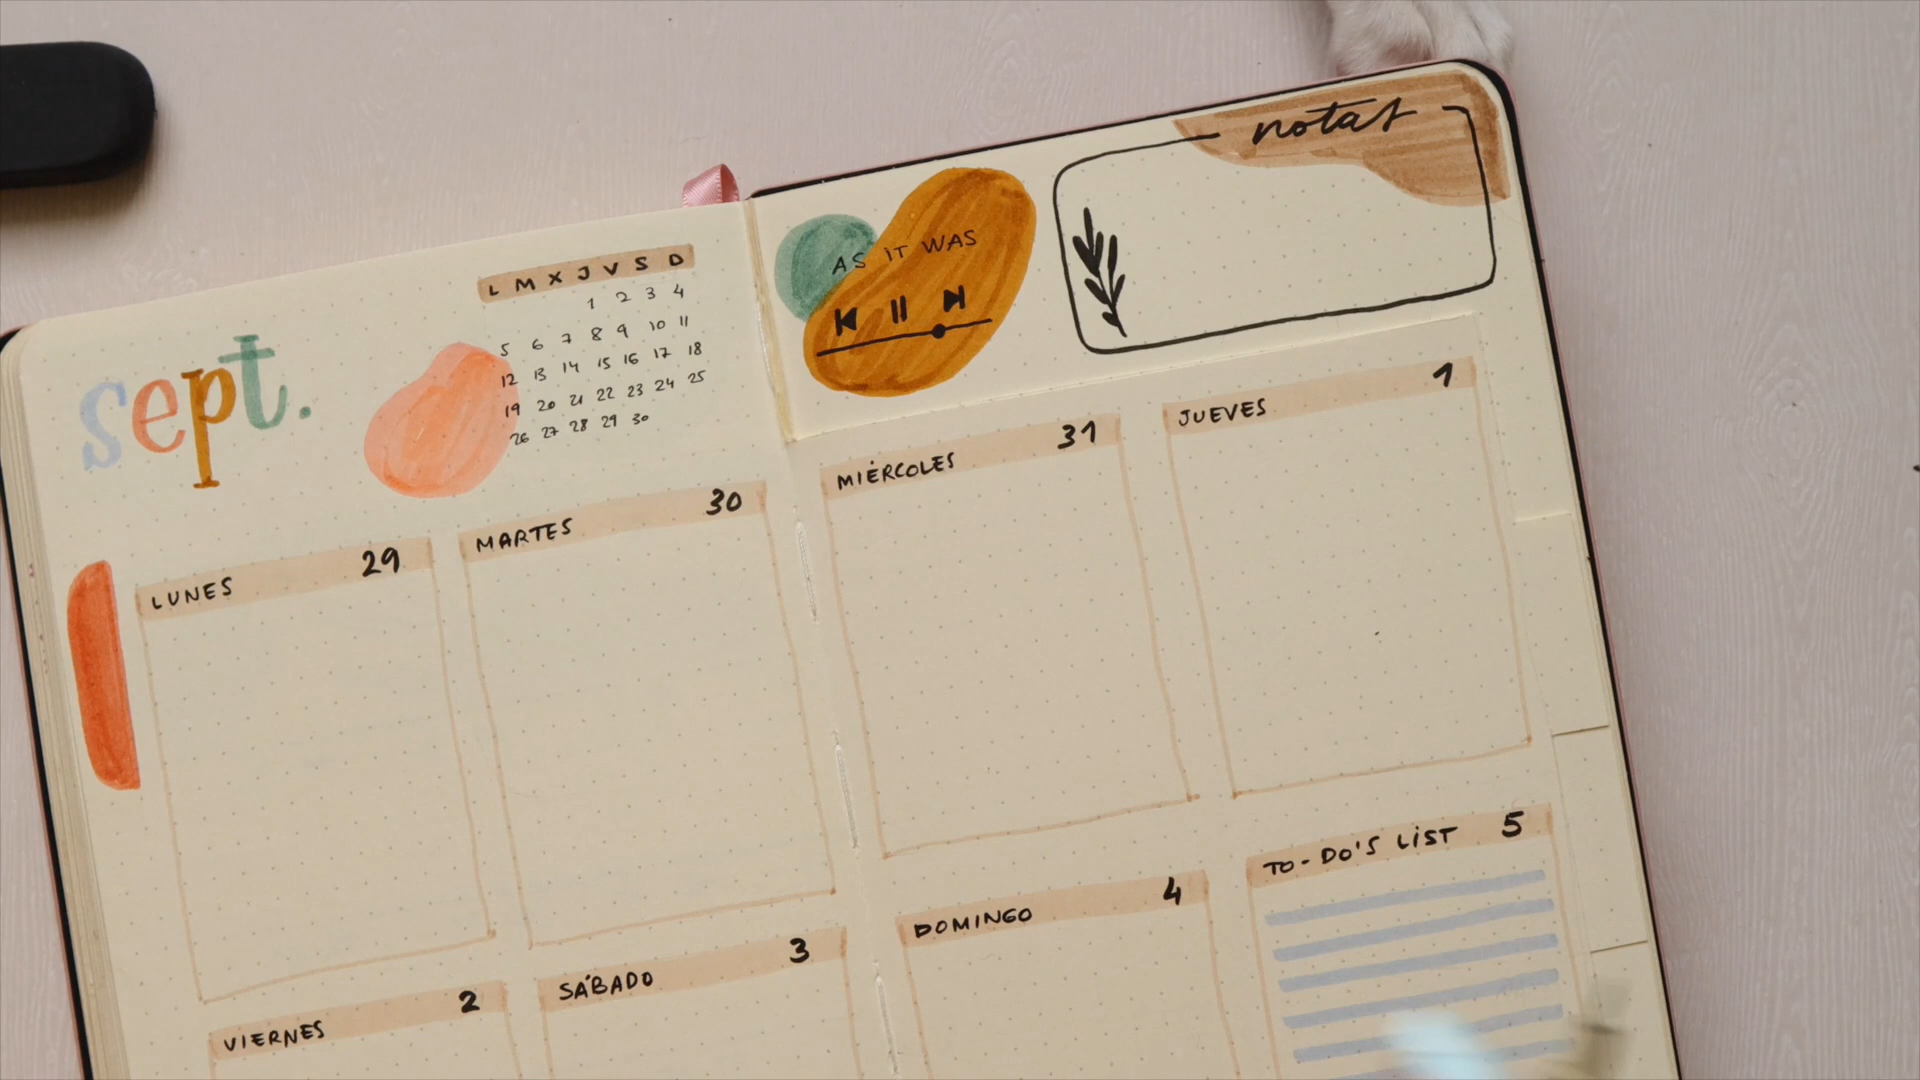 sept.
L M X J V S D
1 2 3 4
5 6 7 8 9 10 11
12 13 14 15 16 17 18
19 20 21 22 23 24 25
26 27 28 29 30
AS IT WAS
notas
LUNES 29
MARTES 30
MIÉRCOLES 31
JUEVES 1
VIERNES 2
SÁBADO 3
DOMINGO 4
TO-DO'S LIST 5